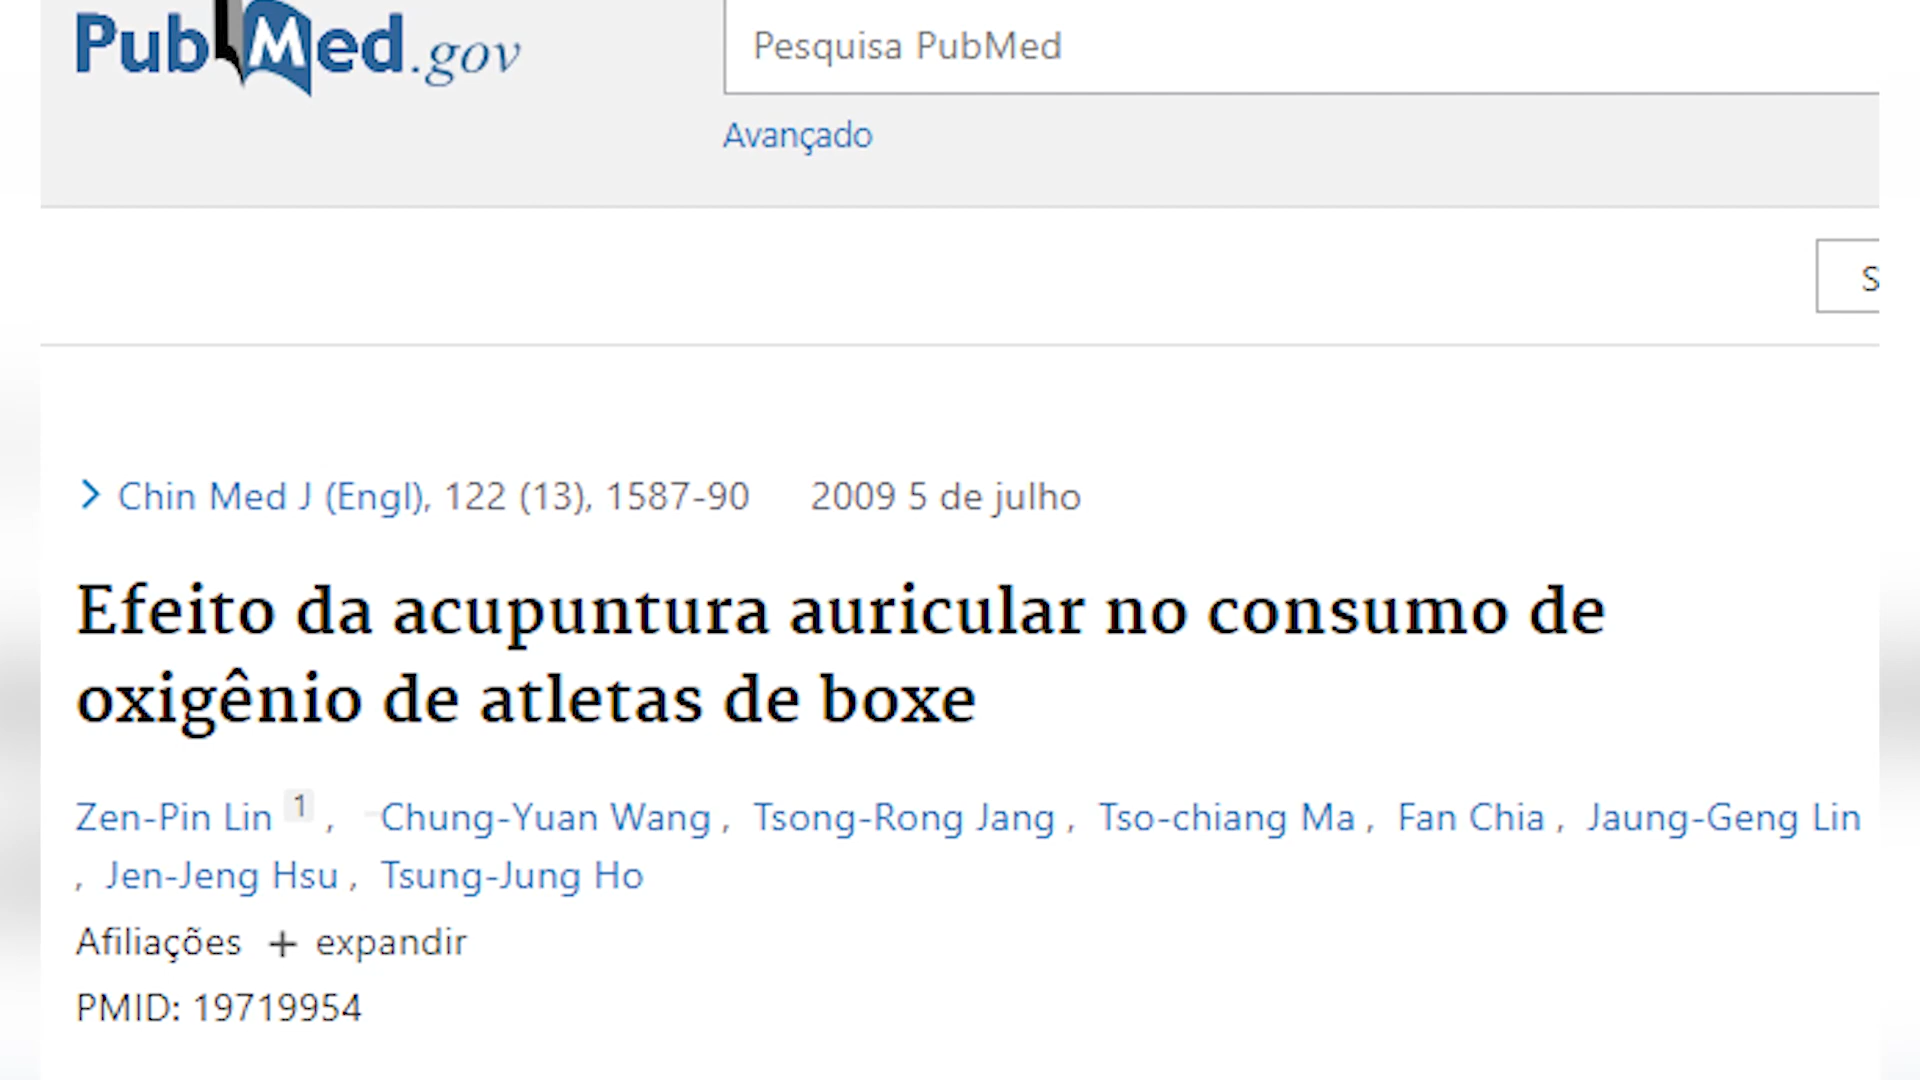 PubMed.gov
Pesquisa PubMed
Avançado
S
> Chin Med J (Engl), 122 (13), 1587-90 2009 5 de julho
Efeito da acupuntura auricular no consumo de
oxigênio de atletas de boxe
Zen-Pin Lin 1 , Chung-Yuan Wang , Tsong-Rong Jang , Tso-chiang Ma , Fan Chia , Jaung-Geng Lin
, Jen-Jeng Hsu , Tsung-Jung Ho
Afiliações + expandir
PMID: 19719954